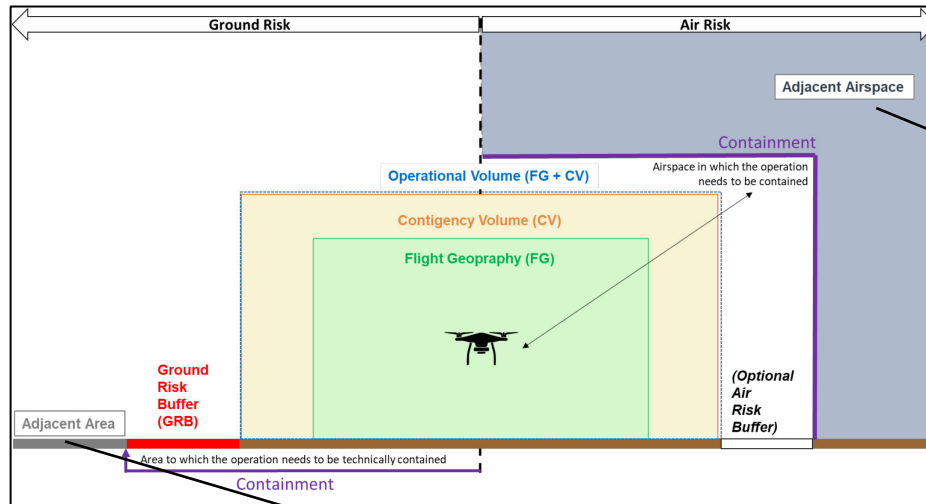 Ground Risk
Air Risk
Adjacent Airspace
Containment
Airspace in which the operation
needs to be contained
Operational Volume (FG + CV)
Contigency Volume (CV)
Flight Geopraphy (FG)
Ground
Risk
Buffer
(GRB)
(Optional
Air
Risk
Buffer)
Adjacent Area
Area to which the operation needs to be technically contained
Containment